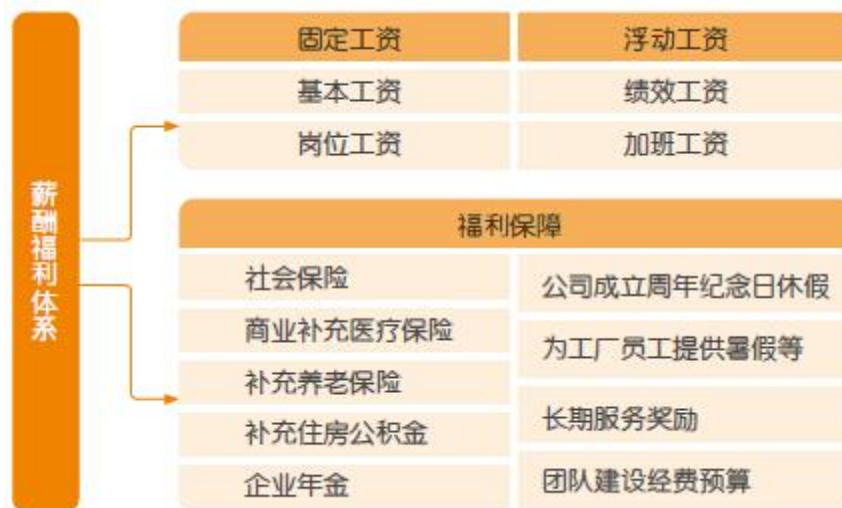 薪酬福利体系
固定工资
浮动工资
基本工资
绩效工资
岗位工资
加班工资
福利保障
社会保险
商业补充医疗保险
补充养老保险
补充住房公积金
企业年金
公司成立周年纪念日休假
为工厂员工提供暑假等
长期服务奖励
团队建设经费预算